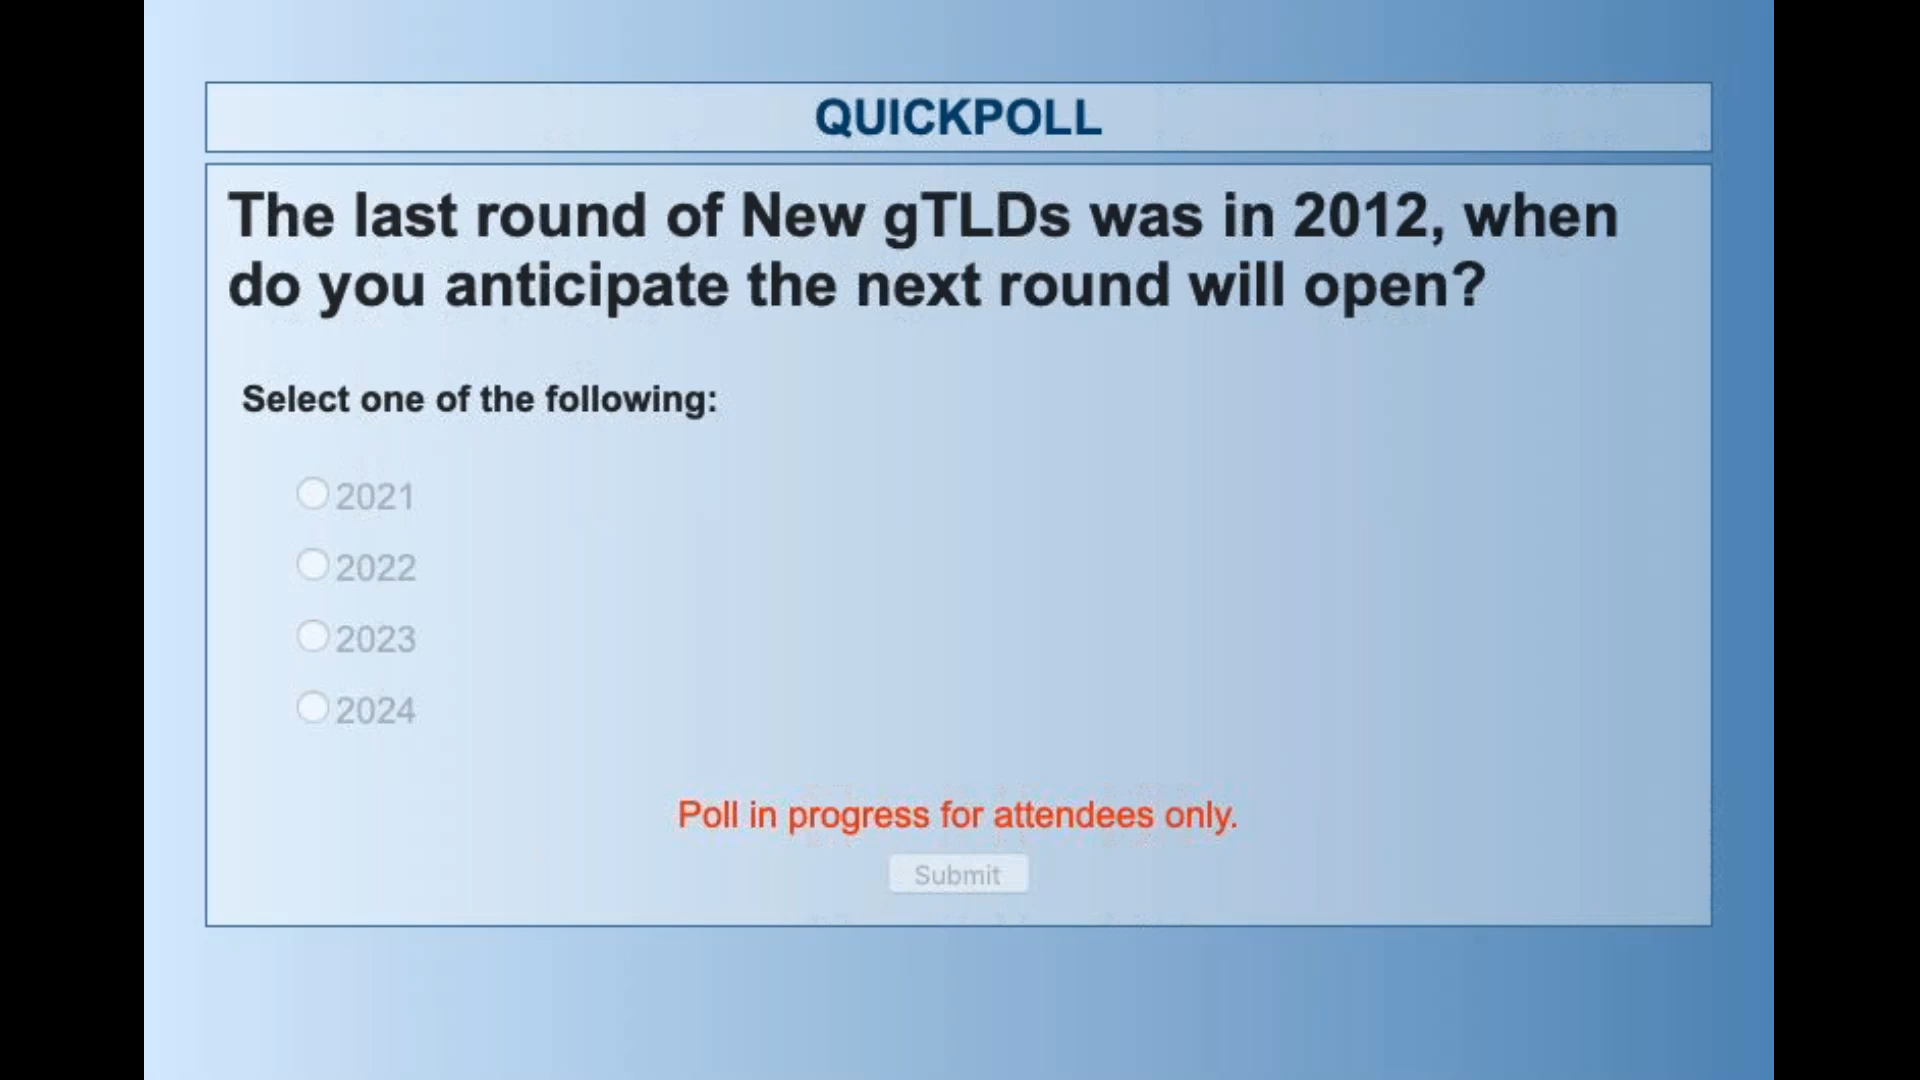 QUICKPOLL
The last round of New gTLDs was in 2012, when
do you anticipate the next round will open?
Select one of the following:
2021
2022
2023
2024
Poll in progress for attendees only.
Submit